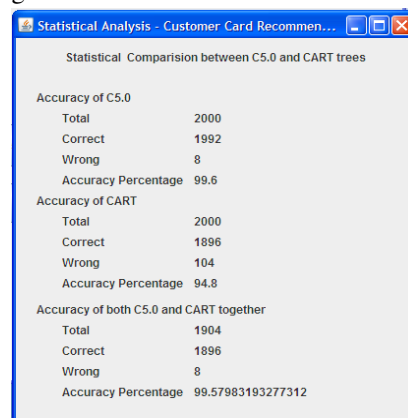 Statistical Analysis - Customer Card Recommen...
Statistical Comparision between C5.0 and CART trees
Accuracy of C5.0
Total 2000
Correct 1992
Wrong 8
Accuracy Percentage 99.6
Accuracy of CART
Total 2000
Correct 1896
Wrong 104
Accuracy Percentage 94.8
Accuracy of both C5.0 and CART together
Total 1904
Correct 1896
Wrong 8
Accuracy Percentage 99.57983193277312